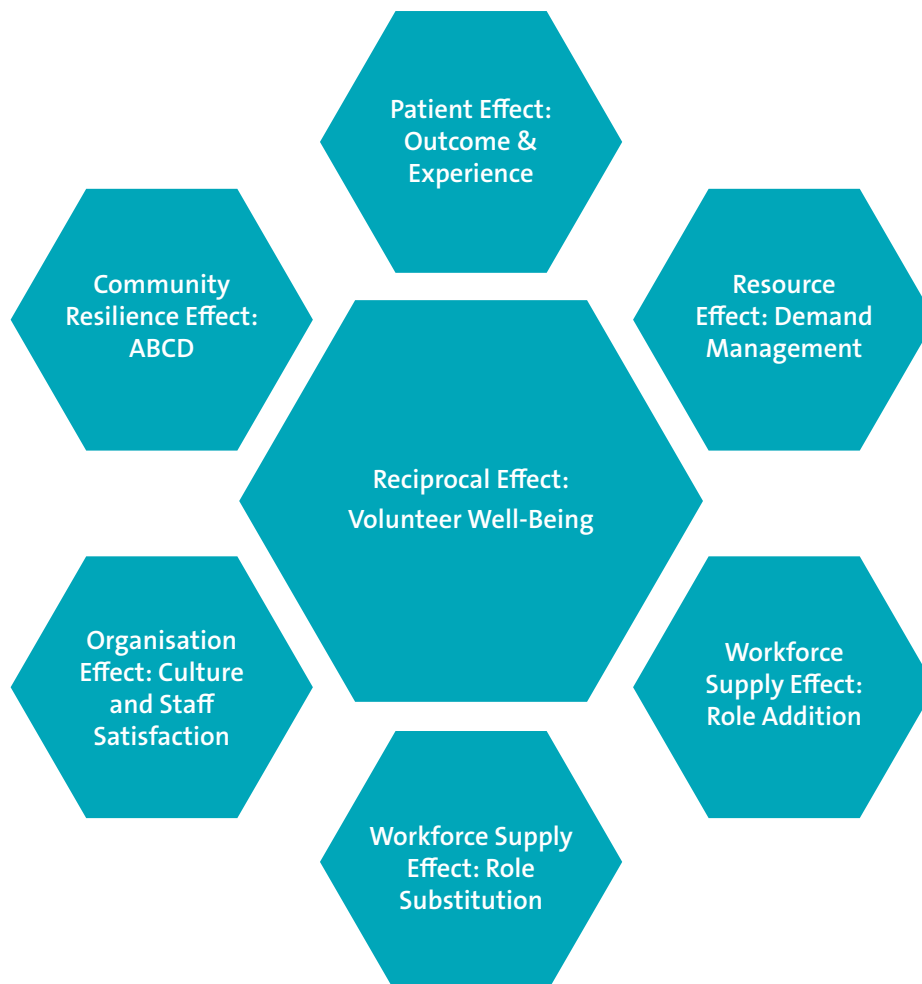 Patient Effect:
Outcome &
Experience
Community
Resilience Effect:
ABCD
Resource
Effect: Demand
Management
Reciprocal Effect:
Volunteer Well-Being
Organisation
Effect: Culture
and Staff
Satisfaction
Workforce
Supply Effect:
Role Addition
Workforce Supply
Effect: Role
Substitution